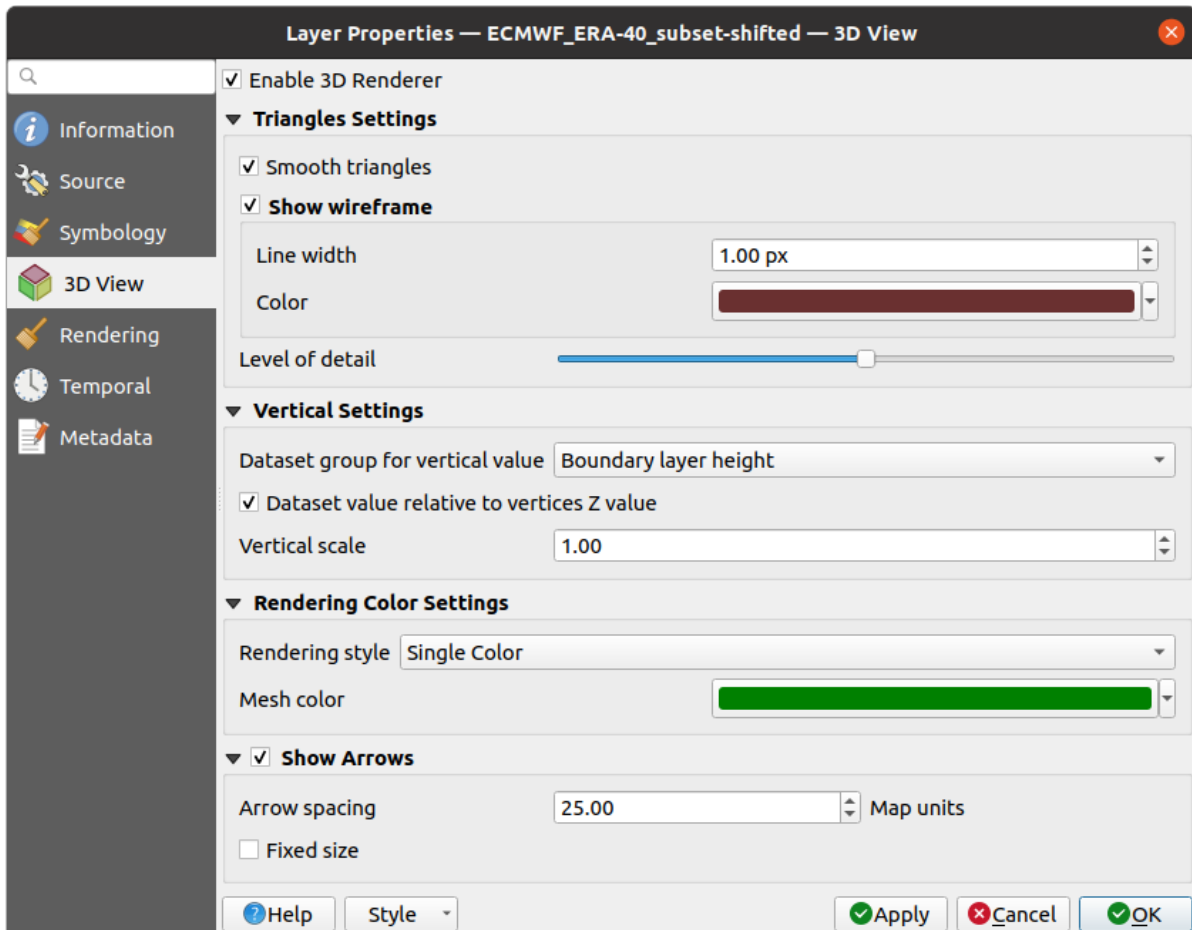 Layer Properties — ECMWF_ERA-40_subset-shifted — 3D View
Information
Source
Symbology
3D View
Rendering
Temporal
Metadata
Enable 3D Renderer
Triangles Settings
Smooth triangles
Show wireframe
Line width 1.00 px
Color
Level of detail
Vertical Settings
Dataset group for vertical value Boundary layer height
Dataset value relative to vertices Z value
Vertical scale 1.00
Rendering Color Settings
Rendering style Single Color
Mesh color
Show Arrows
Arrow spacing 25.00 Map units
Fixed size
Help Style Apply Cancel OK